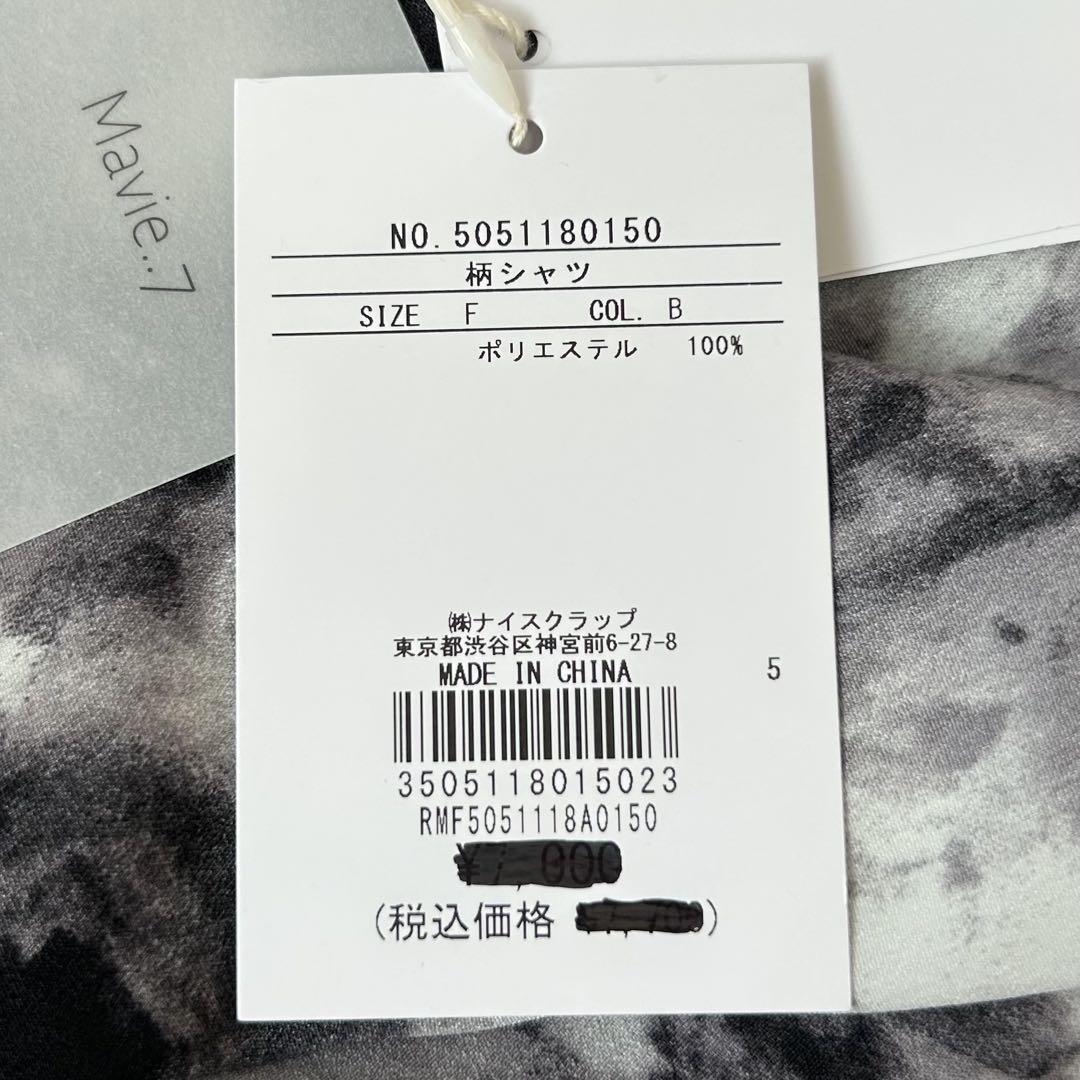 Mavie..7
NO. 5051180150
柄シャツ
SIZE F COL. B
ポリエステル 100%
㈱ナイスクラップ
東京都渋谷区神宮前6-27-8
MADE IN CHINA 5
3505118015023
RMF5051118A0150
(税込価格 )